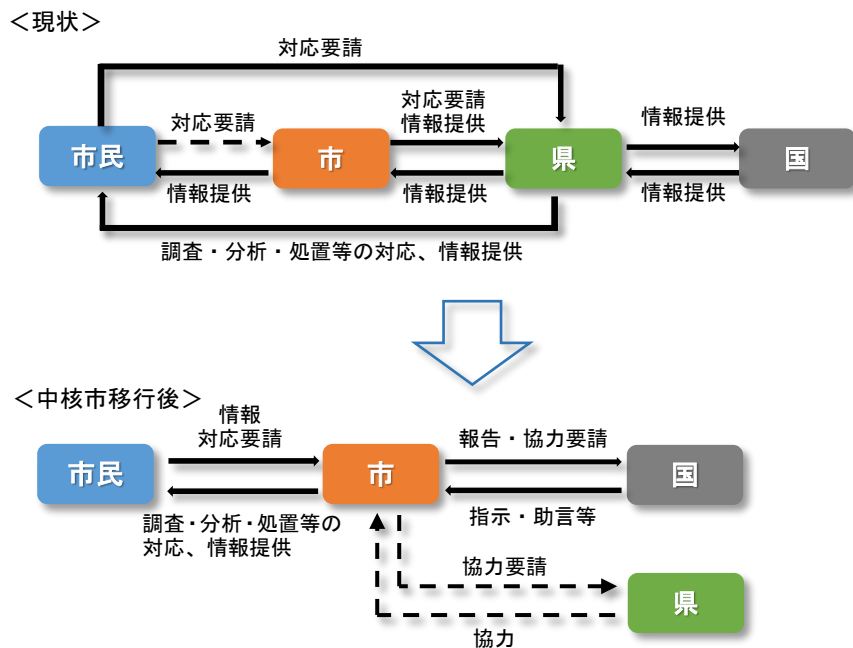 ＜現状＞
対応要請
対応要請
対応要請
情報提供
情報提供
市民
市
県
国
情報提供
情報提供
情報提供
調査・分析・処置等の対応、情報提供
＜中核市移行後＞
情報
対応要請
報告・協力要請
市民
市
国
調査・分析・処置等の
対応、情報提供
指示・助言等
協力要請
県
協力